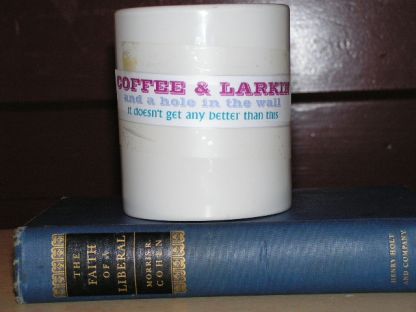 COFFEE & LARKIN
and a hole in the wall
it doesn't get any better than this
THE
FAITH
OF A
LIBERAL
MORRIS R.
COHEN
HENRY HOLT
AND COMPANY